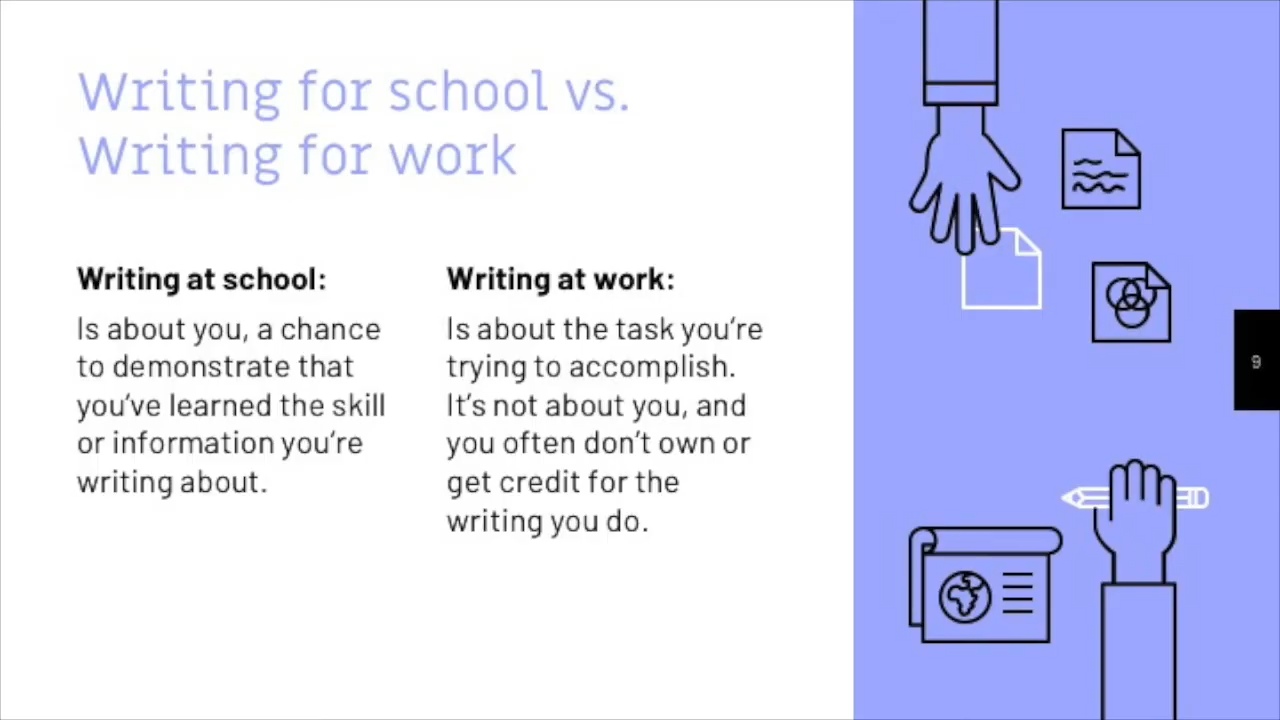 Writing for school vs.
Writing for work
Writing at school:
Is about you, a chance
to demonstrate that
you’ve learned the skill
or information you’re
writing about.
Writing at work:
Is about the task you’re
trying to accomplish.
It’s not about you, and
you often don’t own or
get credit for the
writing you do.
9